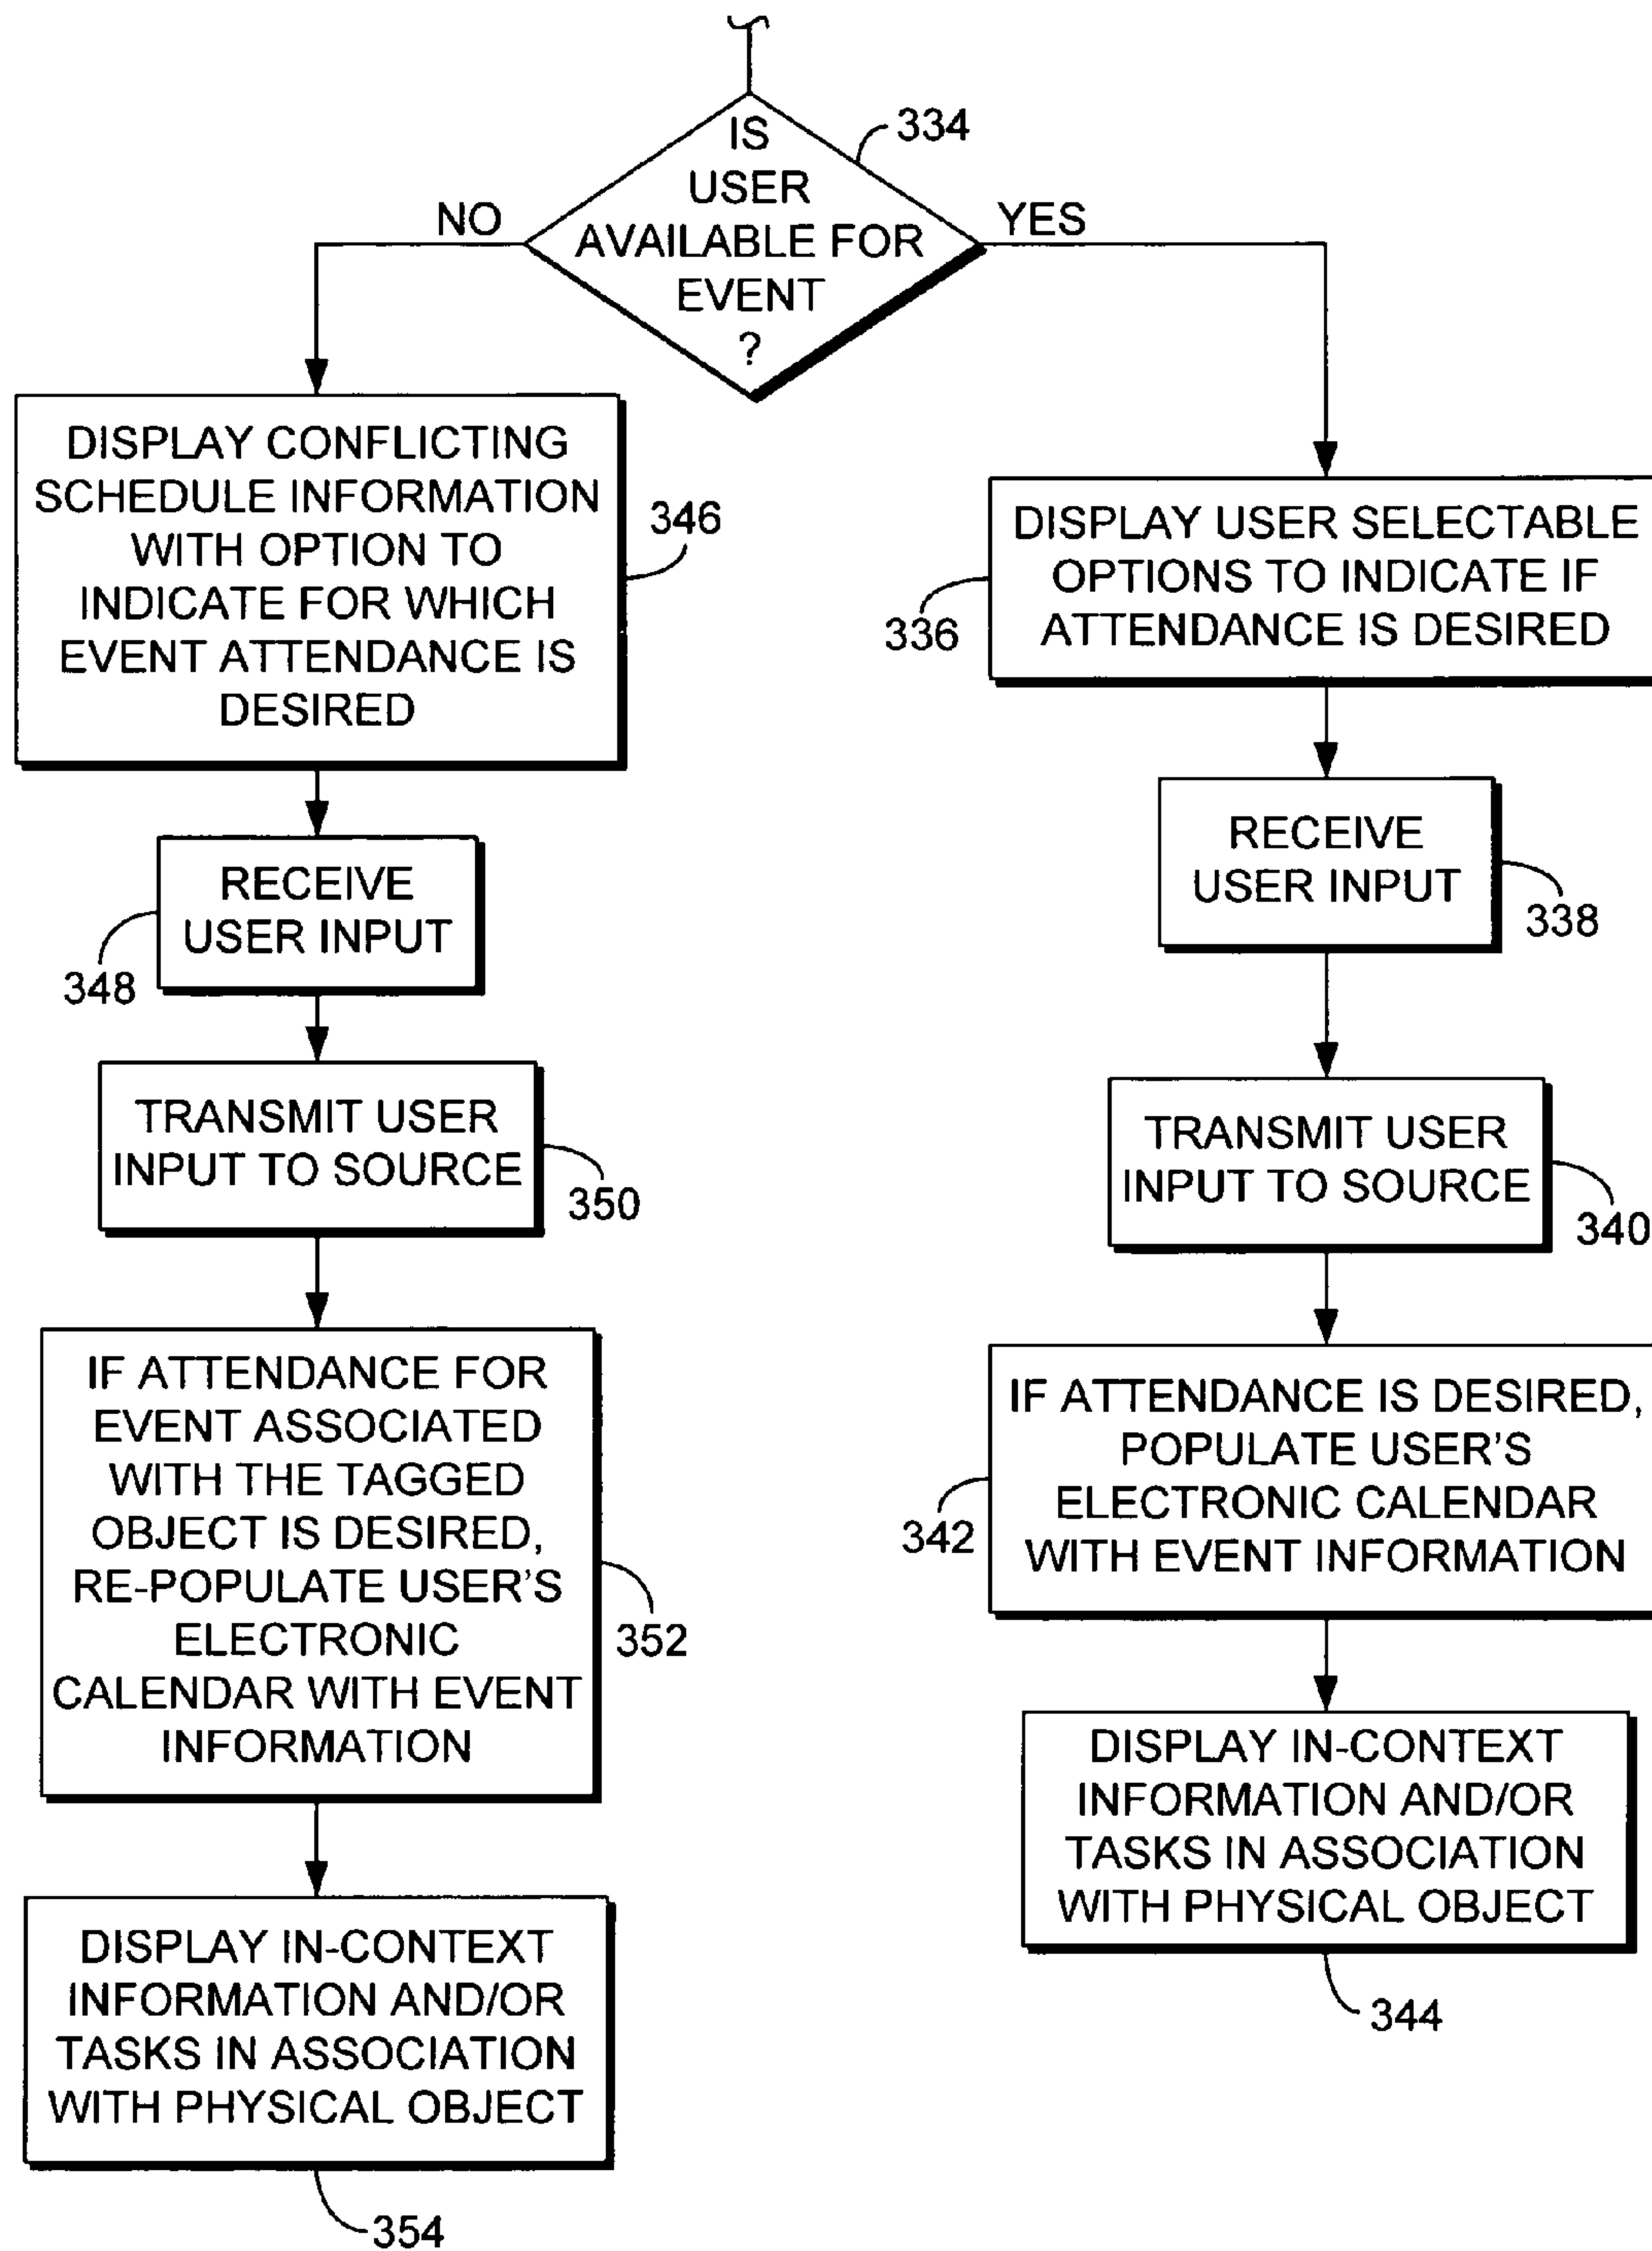 IS
USER
AVAILABLE FOR
EVENT
?
334
NO
YES
DISPLAY CONFLICTING
SCHEDULE INFORMATION
WITH OPTION TO
INDICATE FOR WHICH
EVENT ATTENDANCE IS
DESIRED
346
RECEIVE
USER INPUT
348
TRANSMIT USER
INPUT TO SOURCE
350
IF ATTENDANCE FOR
EVENT ASSOCIATED
WITH THE TAGGED
OBJECT IS DESIRED,
RE-POPULATE USER'S
ELECTRONIC
CALENDAR WITH EVENT
INFORMATION
352
DISPLAY IN-CONTEXT
INFORMATION AND/OR
TASKS IN ASSOCIATION
WITH PHYSICAL OBJECT
354
DISPLAY USER SELECTABLE
OPTIONS TO INDICATE IF
ATTENDANCE IS DESIRED
336
RECEIVE
USER INPUT
338
TRANSMIT USER
INPUT TO SOURCE
340
IF ATTENDANCE IS DESIRED,
POPULATE USER'S
ELECTRONIC CALENDAR
WITH EVENT INFORMATION
342
DISPLAY IN-CONTEXT
INFORMATION AND/OR
TASKS IN ASSOCIATION
WITH PHYSICAL OBJECT
344